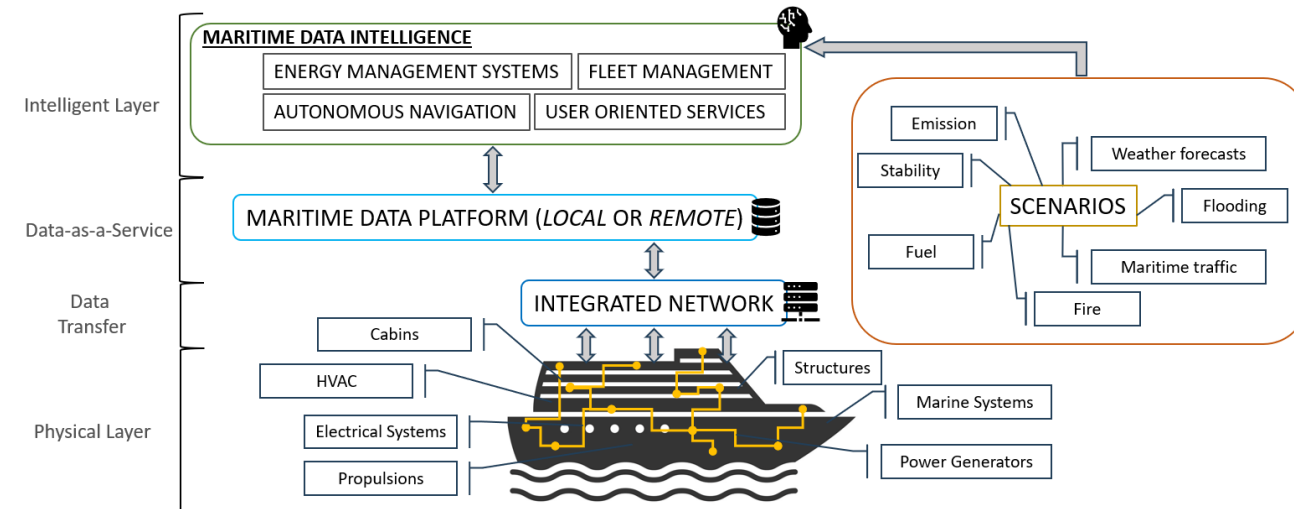 MARITIME DATA INTELLIGENCE
ENERGY MANAGEMENT SYSTEMS
FLEET MANAGEMENT
AUTONOMOUS NAVIGATION
USER ORIENTED SERVICES
Intelligent Layer
Emission
Stability
Weather forecasts
SCENARIOS
Flooding
Fuel
Maritime traffic
Fire
Data-as-a-Service
MARITIME DATA PLATFORM (LOCAL OR REMOTE)
Data
Transfer
INTEGRATED NETWORK
Cabins
HVAC
Structures
Marine Systems
Physical Layer
Electrical Systems
Power Generators
Propulsions